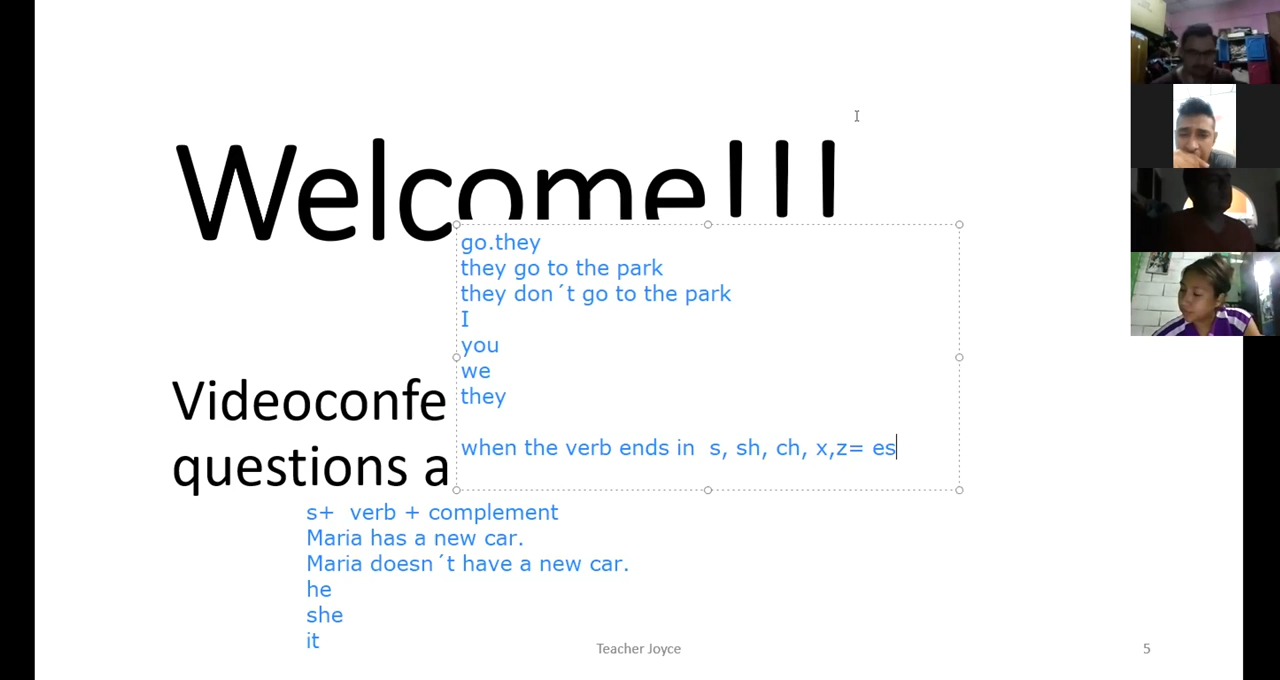 Welcome!!!
go.they
they go to the park
they don´t go to the park
I
you
we
they
when the verb ends in  s, sh, ch, x,z= es
Videoconfe
questions a
s+  verb + complement
Maria has a new car.
Maria doesn´t have a new car.
he
she
it
Teacher Joyce
5